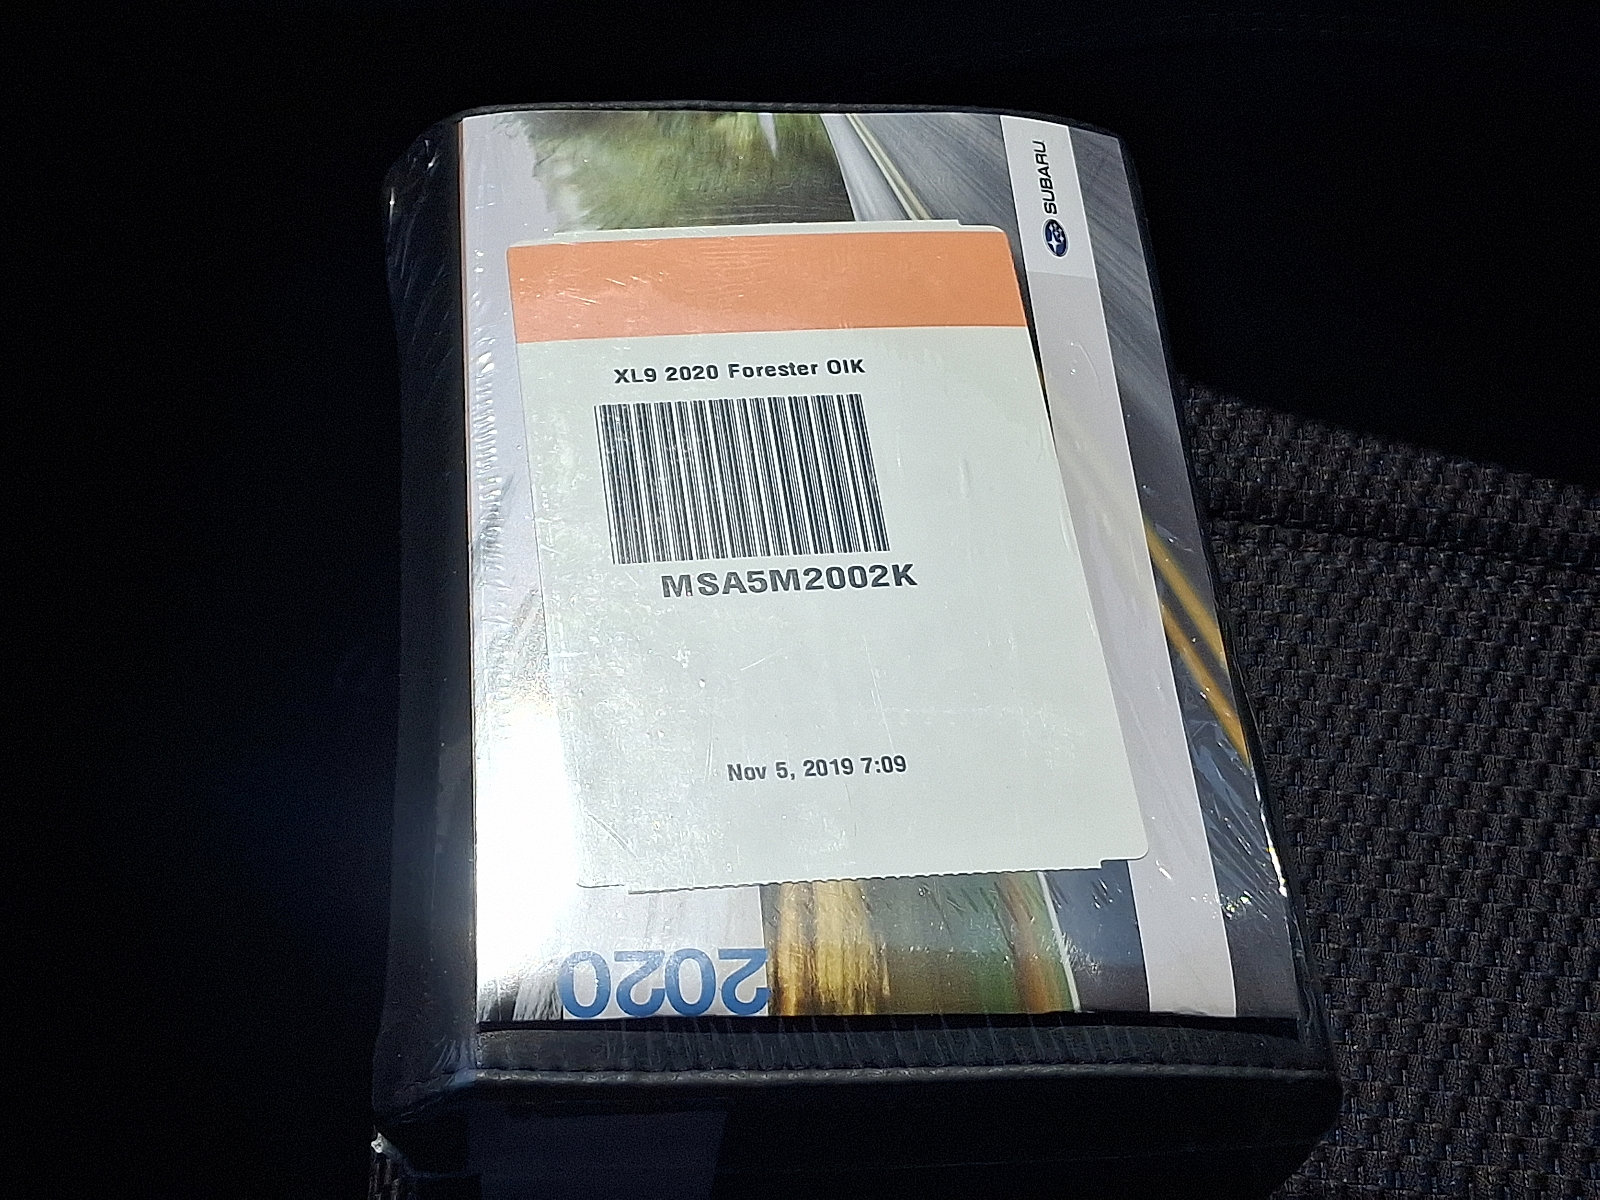 SUBARU
XL9 2020 Forester OIK
MSA5M2002K
Nov 5, 2019 7:09
2020